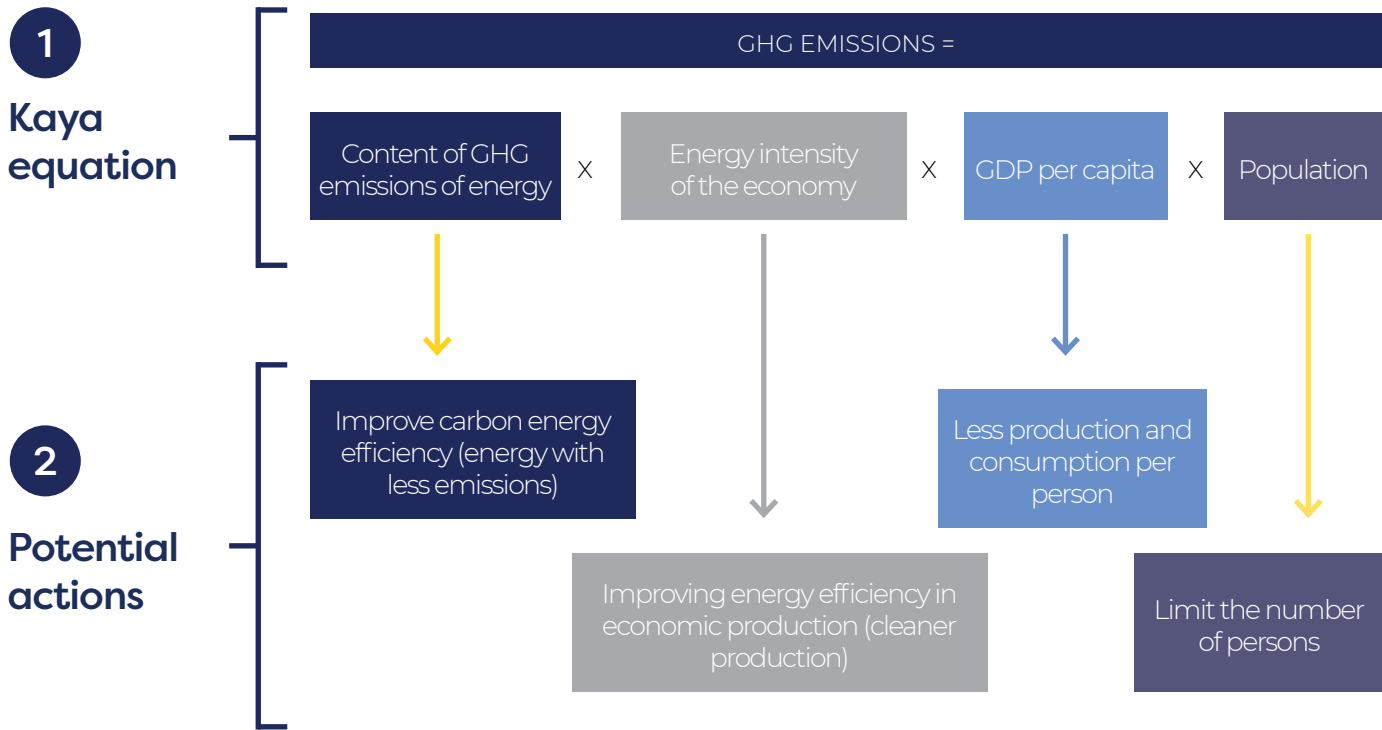 1
Kaya
equation
GHG EMISSIONS =
Content of GHG
emissions of energy
X
Energy intensity
of the economy
X
GDP per capita
X
Population
2
Potential
actions
Improve carbon energy
efficiency (energy with
less emissions)
Improving energy efficiency in
economic production (cleaner
production)
Less production and
consumption per
person
Limit the number
of persons